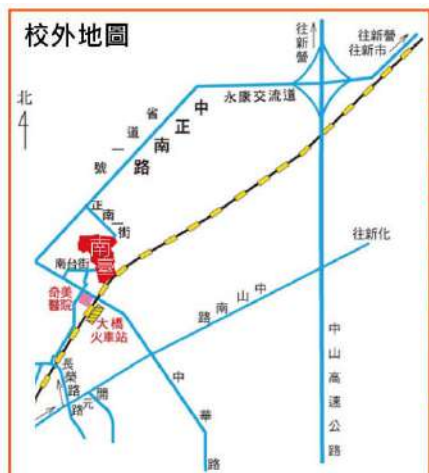 校外地圖
北
往新營
往新營
往新市
永康交流道
中正南路
省道一號
正南一街
南臺
南台街
奇美
醫院
大橋
火車站
往新化
中山南路
中山高速公路
中華路
長榮路
開元路